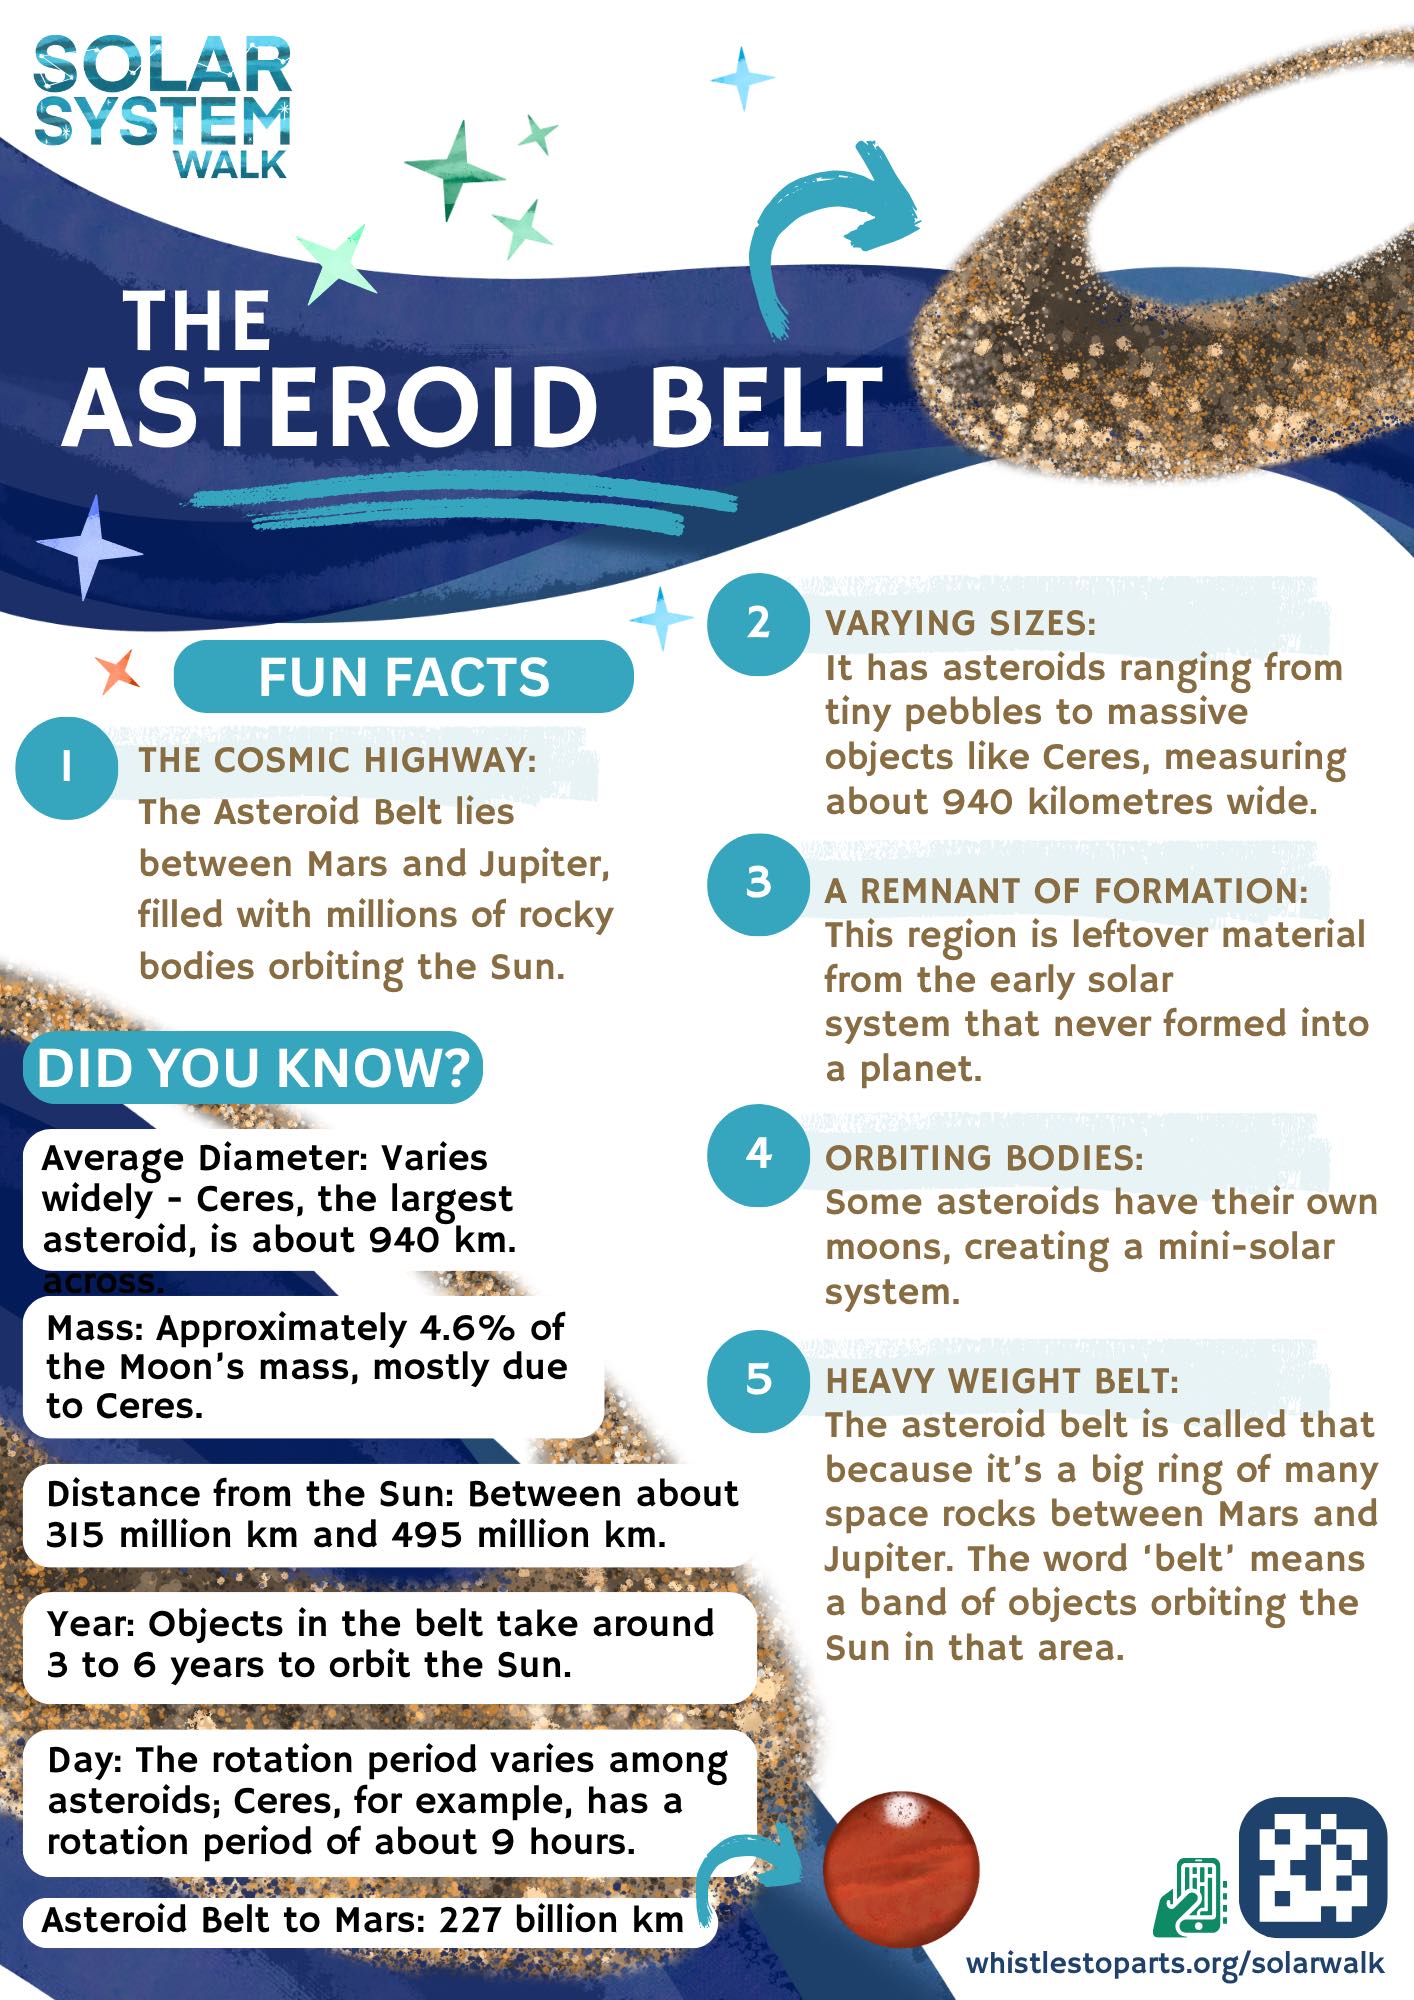 SOLAR
SYSTEM
WALK
THE
ASTEROID BELT
FUN FACTS
1
THE COSMIC HIGHWAY:
The Asteroid Belt lies
between Mars and Jupiter,
filled with millions of rocky
bodies orbiting the Sun.
2
VARYING SIZES:
It has asteroids ranging from
tiny pebbles to massive
objects like Ceres, measuring
about 940 kilometres wide.
3
A REMNANT OF FORMATION:
This region is leftover material
from the early solar
system that never formed into
a planet.
4
ORBITING BODIES:
Some asteroids have their own
moons, creating a mini-solar
system.
5
HEAVY WEIGHT BELT:
The asteroid belt is called that
because it's a big ring of many
space rocks between Mars and
Jupiter. The word 'belt' means
a band of objects orbiting the
Sun in that area.
DID YOU KNOW?
Average Diameter: Varies
widely - Ceres, the largest
asteroid, is about 940 km.
across.
Mass: Approximately 4.6% of
the Moon's mass, mostly due
to Ceres.
Distance from the Sun: Between about
315 million km and 495 million km.
Year: Objects in the belt take around
3 to 6 years to orbit the Sun.
Day: The rotation period varies among
asteroids; Ceres, for example, has a
rotation period of about 9 hours.
Asteroid Belt to Mars: 227 billion km
whistlestoparts.org/solarwalk